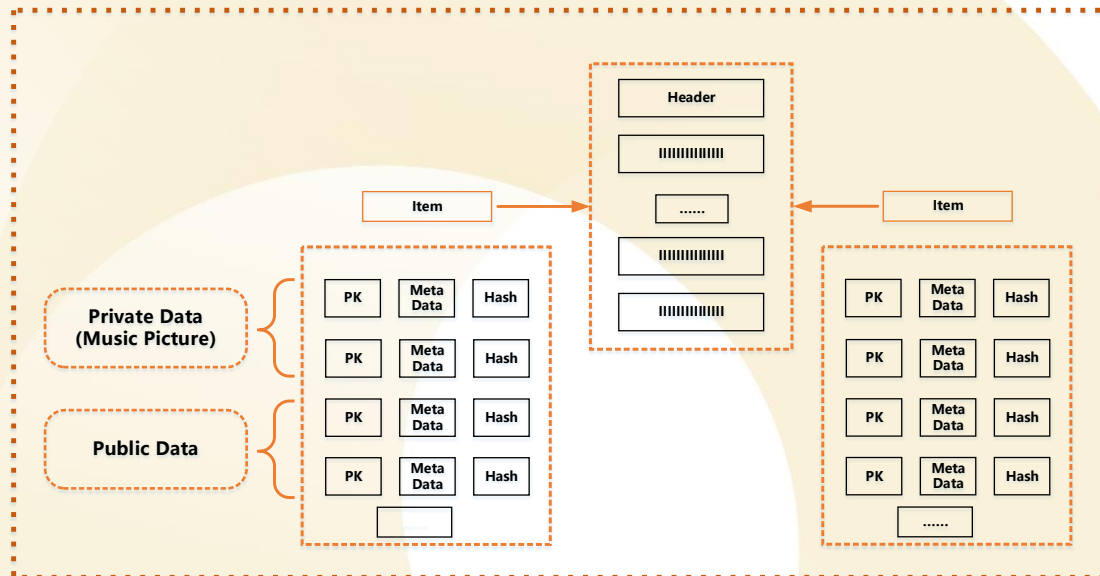 Header
IIIIIIIIIIIIIII
Item
......
Item
IIIIIIIIIIIIIII
IIIIIIIIIIIIIII
Private Data
(Music Picture)
Public Data
PK
Meta
Data
Hash
PK
Meta
Data
Hash
PK
Meta
Data
Hash
PK
Meta
Data
Hash
PK
Meta
Data
Hash
PK
Meta
Data
Hash
PK
Meta
Data
Hash
PK
Meta
Data
Hash
......